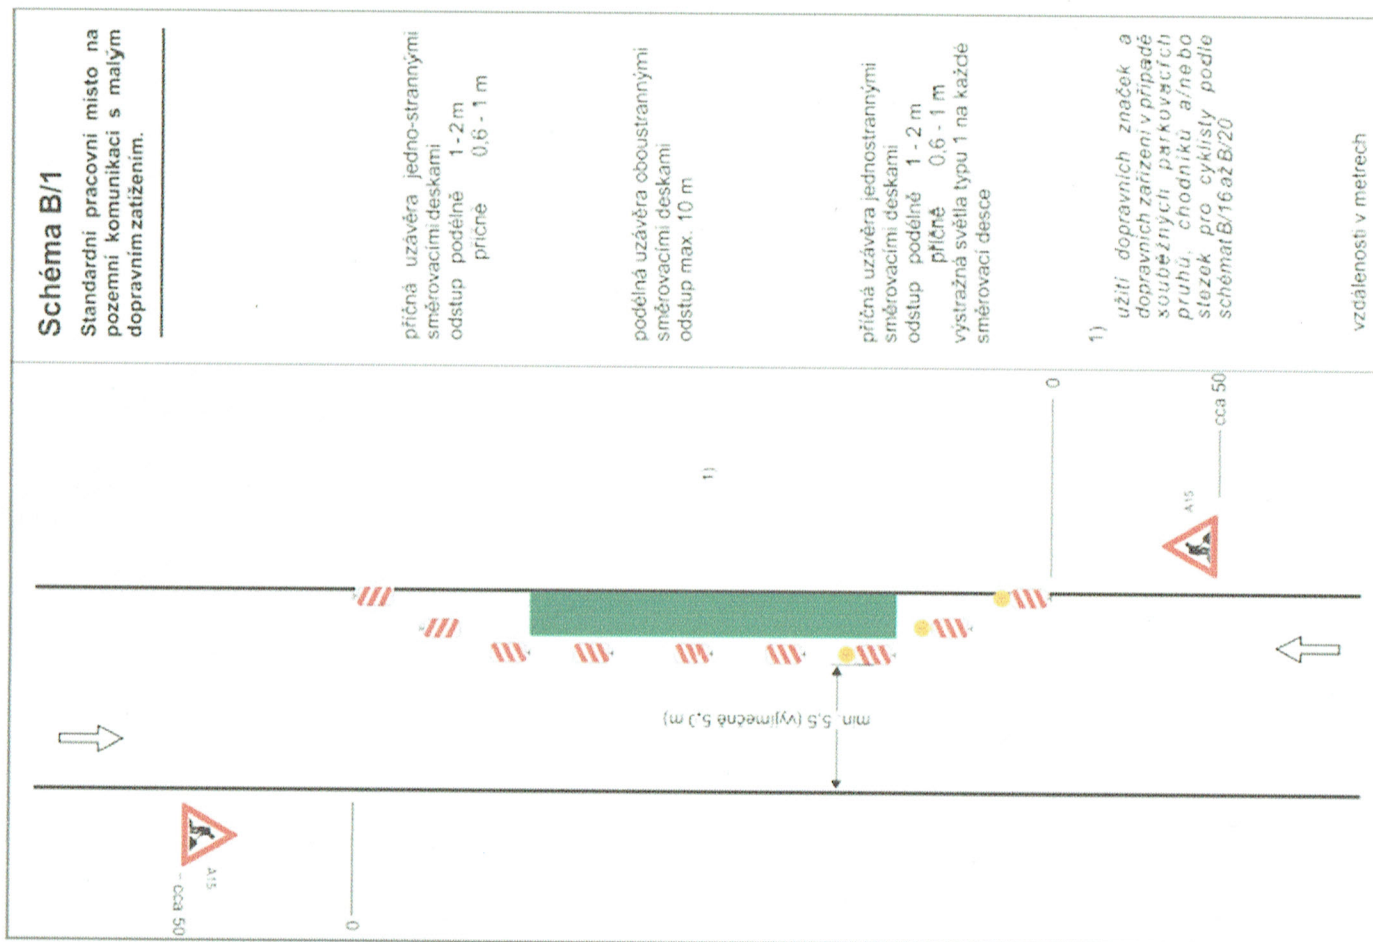 Schéma B/1
Standardní pracovní místo na
pozemní komunikaci s malým
dopravním zatížením.
příčná uzávěra jedno-strannými
směrovacími deskami
odstup podélně 1 - 2 m
příčně 0,6 - 1 m
podélná uzávěra oboustrannými
směrovacími deskami
odstup max. 10 m
příčná uzávěra jednostrannými
směrovacími deskami
odstup podélně 1 - 2 m
příčně 0,6 - 1 m
výstražná světla typu 1 na každé
směrovací desce
1)
užití dopravních značek a
dopravních zařízení v případě
souběžných parkovacích
pruhů, chodníků a/nebo
stezek pro cyklisty podle
schémat B/16 až B/20
vzdálenosti v metrech
1)
0
cca 50
A15
min. 5,5 (vyjímečně 5,0 m)
A15
cca 50
0